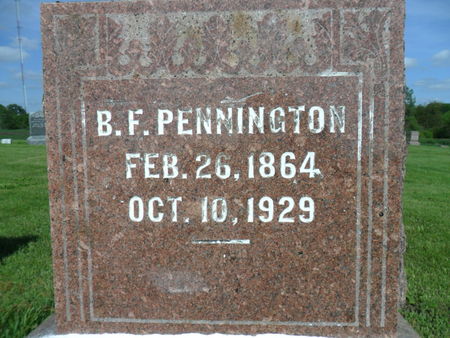 B. F. PENNINGTON
FEB. 26, 1864
OCT. 10, 1929